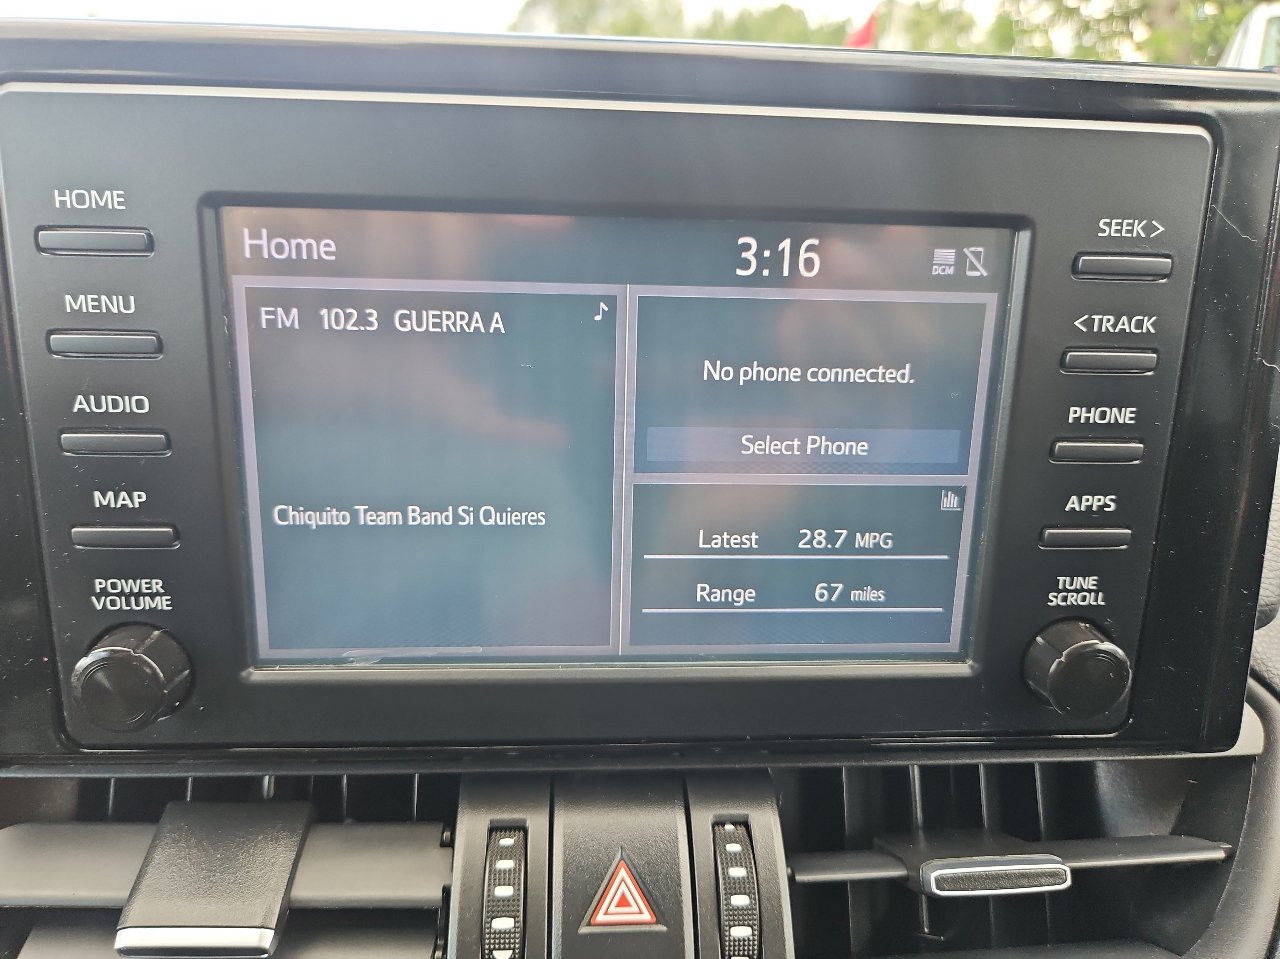 HOME
MENU
AUDIO
MAP
POWER
VOLUME
Home
3:16
DCM
FM 102.3 GUERRA A
Chiquito Team Band Si Quieres
No phone connected.
Select Phone
Latest 28.7 MPG
Range 67 miles
SEEK>
<TRACK
PHONE
APPS
TUNE
SCROLL